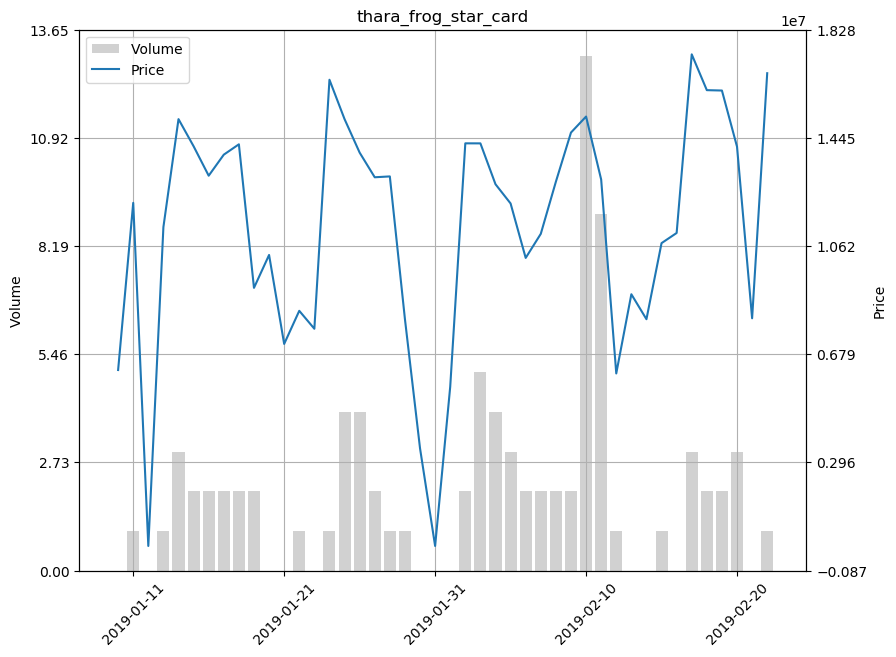 thara_frog_star_card
1e7
13.65
10.92
8.19
5.46
2.73
0.00
Volume
Volume
Price
1.828
1.445
1.062
0.679
0.296
−0.087
Price
2019-01-11
2019-01-21
2019-01-31
2019-02-10
2019-02-20